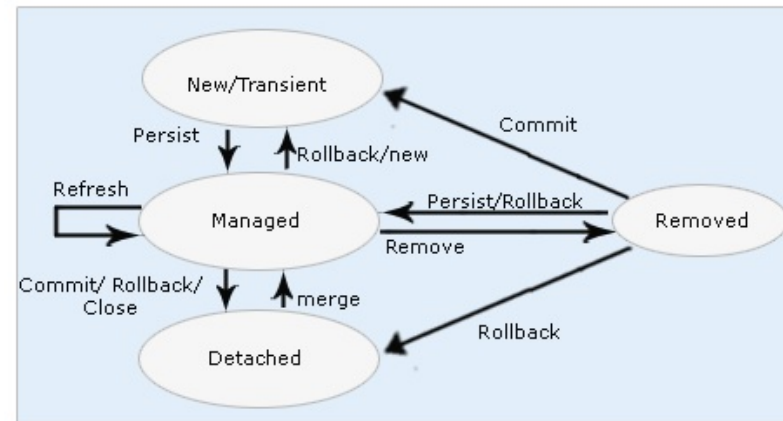 New/Transient
Commit
Persist
Rollback/new
Refresh
Persist/Rollback
Managed
Removed
Remove
Commit/ Rollback/
Close
merge
Rollback
Detached